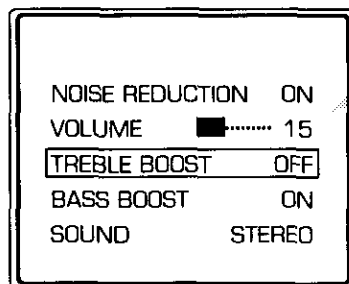 NOISE REDUCTION ON
VOLUME 15
TREBLE BOOST OFF
BASS BOOST ON
SOUND STEREO